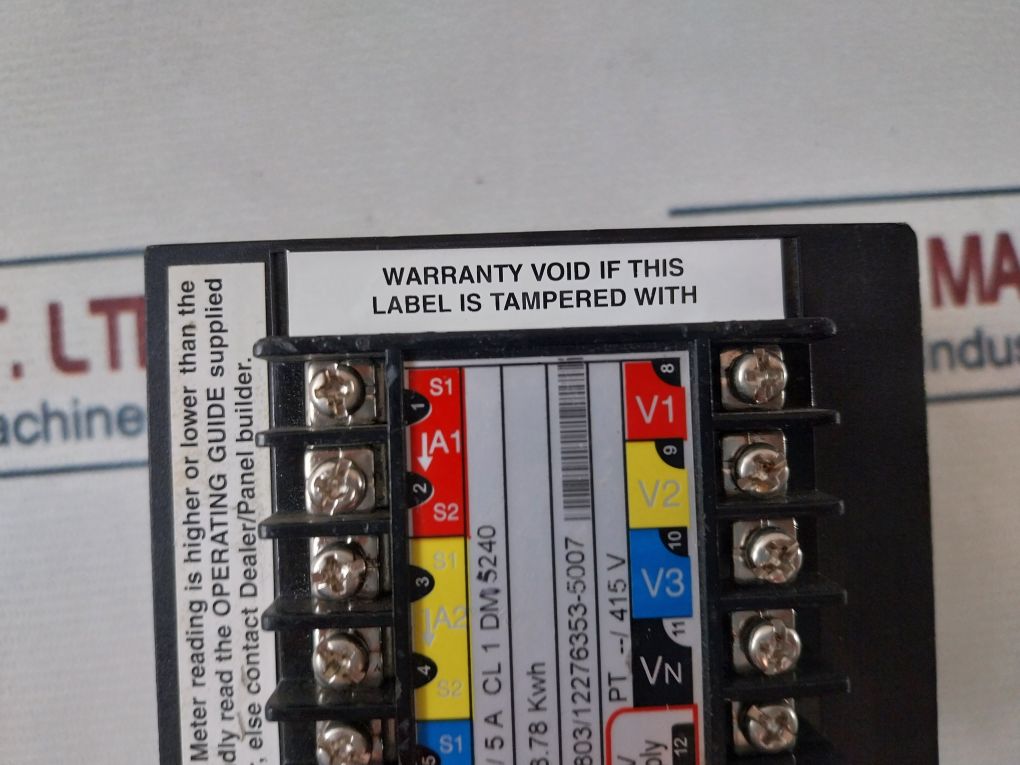 WARRANTY VOID IF THIS
LABEL IS TAMPERED WITH
Meter reading is higher or lower than the
read the OPERATING GUIDE supplied
, else contact Dealer/Panel builder.
1 S1
↓A1
2 S2
3 S1
↓A2
4 S2
5 S1
/ 5 A CL 1 DM 5240
.78 Kwh
803/12276353-5007
PT --/ 415 V
V1 8
V2 9
V3 10
VN 11
12
LT
MA